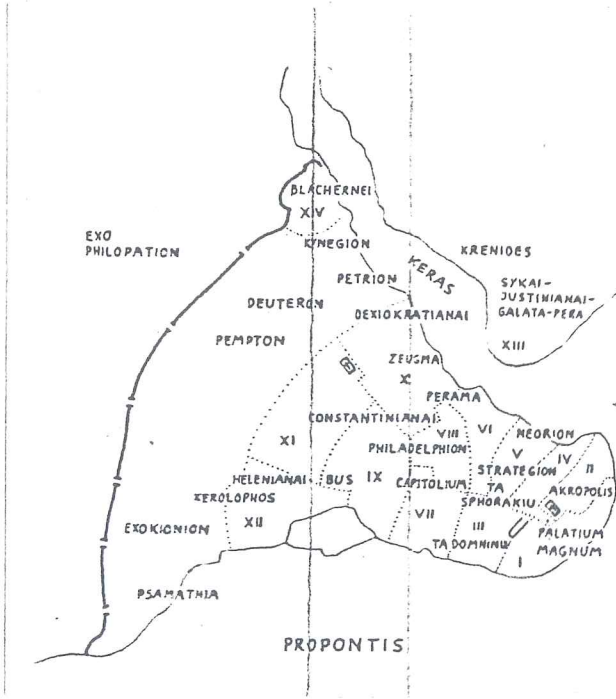 BLACHERNEI
XIV
KYNEGION
EXO
PHILOPATION
KRENIDES
KERAS
PETRION
SYKAI-
JUSTINIANAI-
GALATA-PERA
XIII
DEUTERON
DEXIOKRATIANAI
PEMPTON
ZEUGMA
X
PERAMA
CONSTANTINIANAI
VIII
VI
NEORION
XI
PHILADELPHION
V
IV
II
STRATEGION
HELENIANAI
BUS
IX
CAPITOLIUM
TA
SPHORAKIU
AKROPOLIS
XEROLOPHOS
XII
VII
III
EXOKIONION
TA DOMNINU
PALATIUM
MAGNUM
I
PSAMATHIA
PROPONTIS